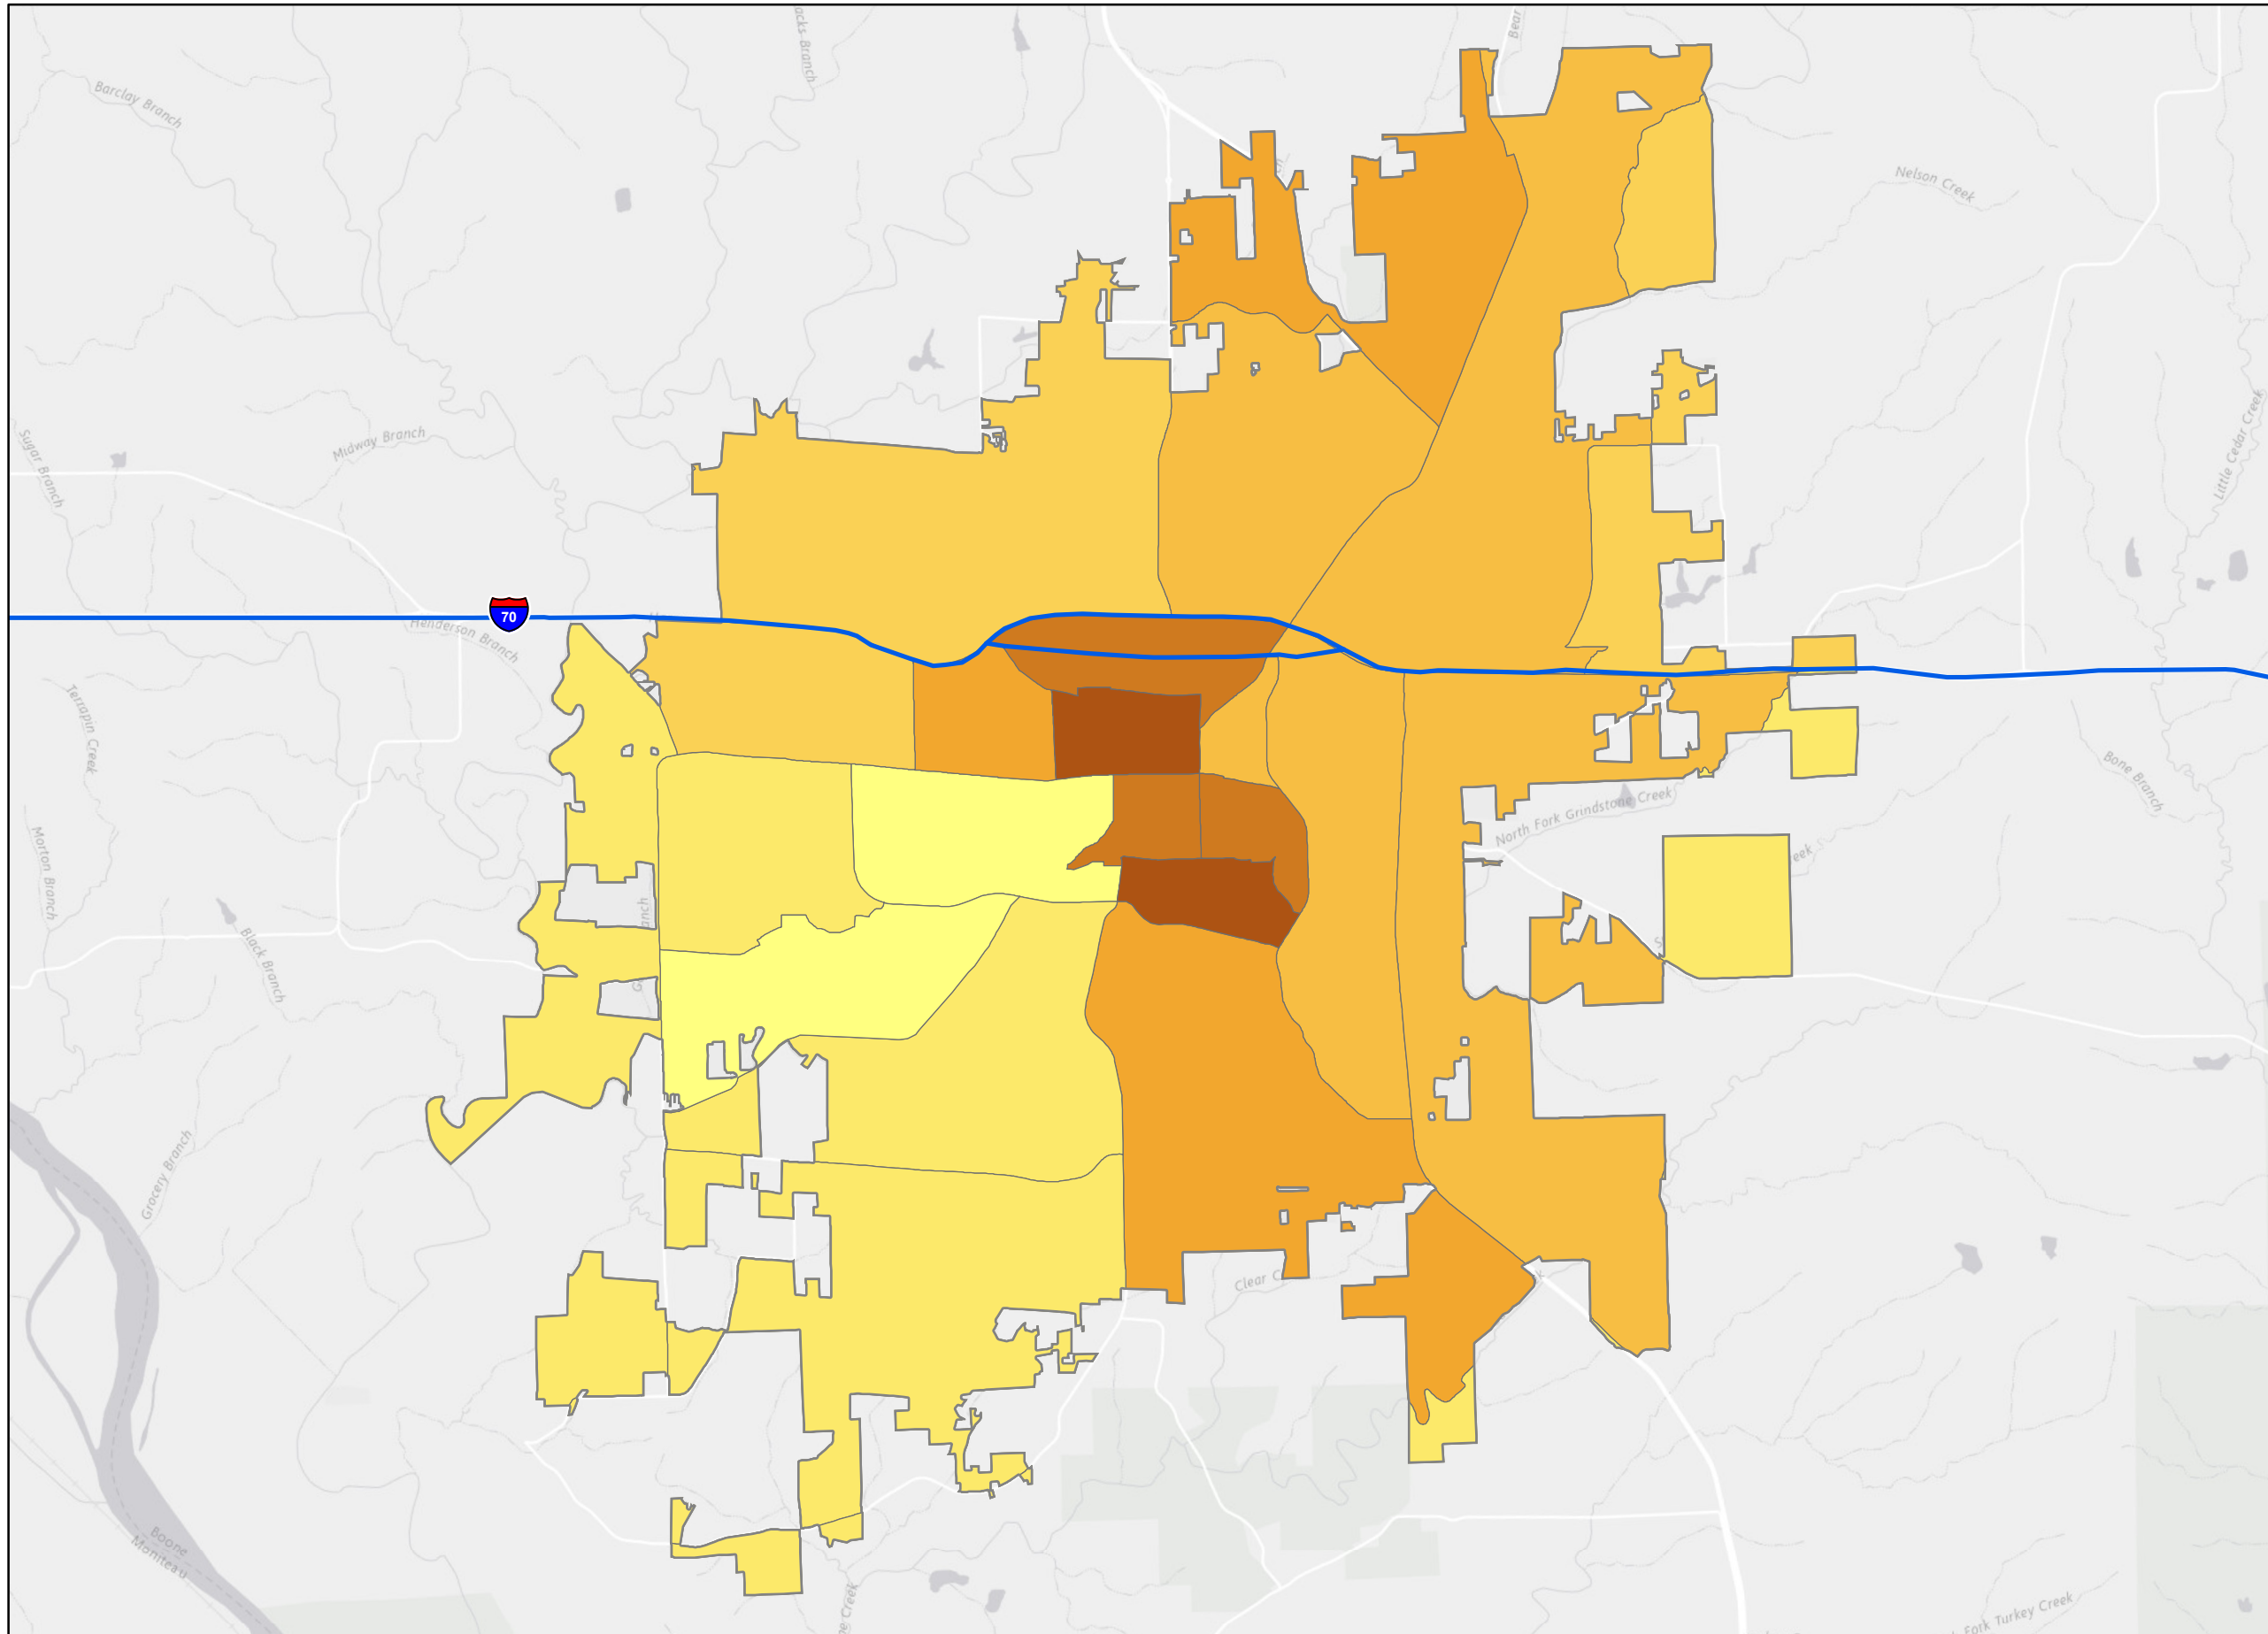 Bear
Barclay Branch
Nelson Creek
Midway Branch
Sugar Branch
Little Cedar Creek
70
Henderson Branch
Terrapin Creek
Bone Branch
North Fork Grindstone Creek
Morton Branch
Black Branch
Grocery Branch
Clear C
Boone
Moniteau
Fork Turkey Creek